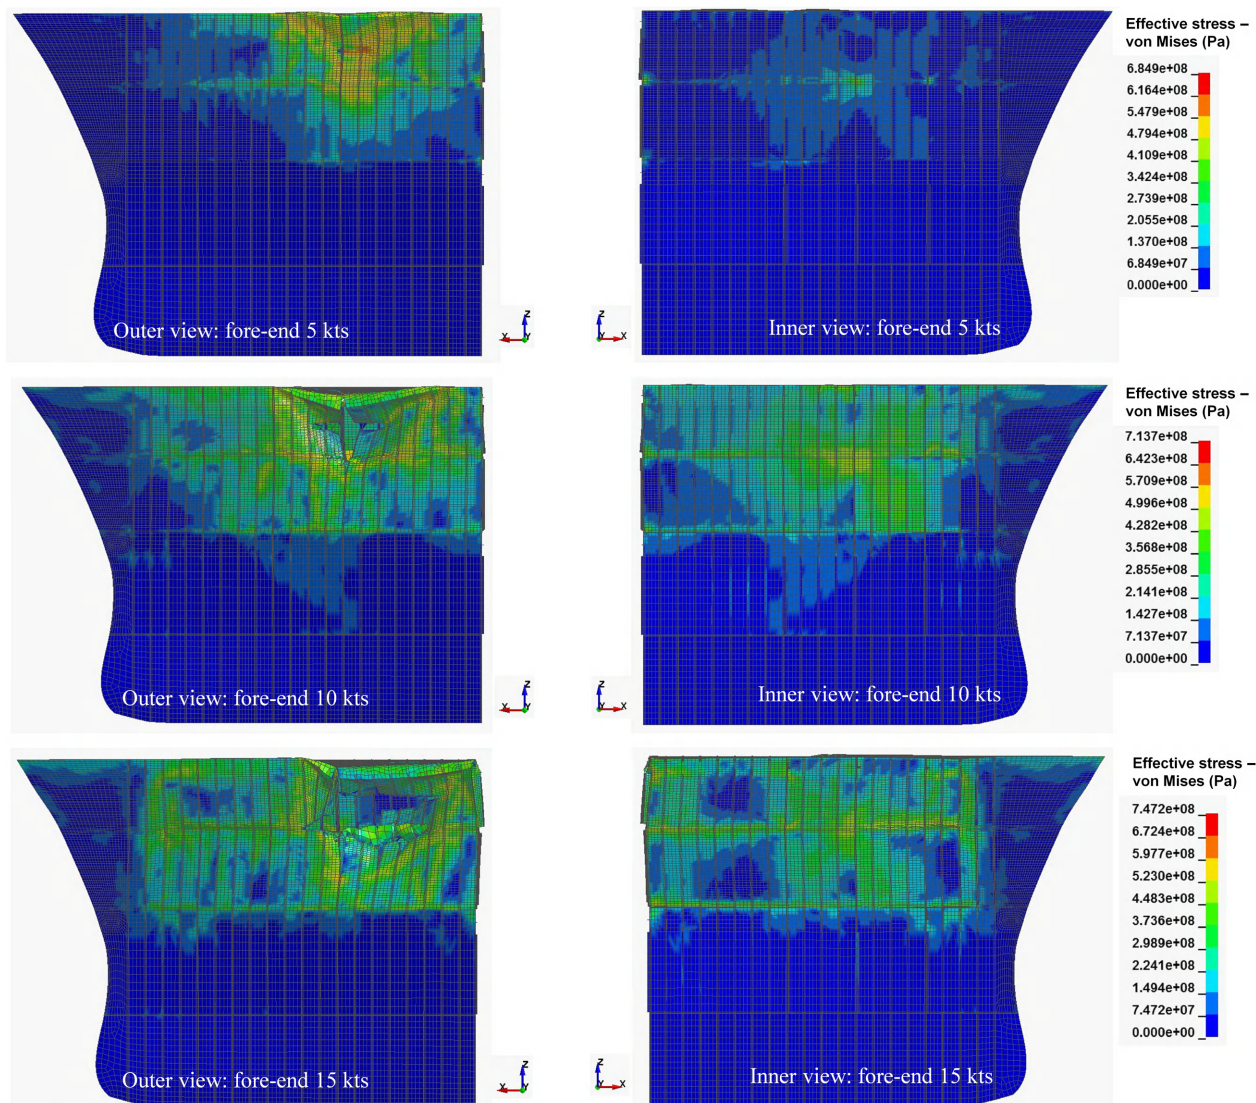 Effective stress –
von Mises (Pa)
6.849e+08
6.164e+08
5.479e+08
4.794e+08
4.109e+08
3.424e+08
2.739e+08
2.055e+08
1.370e+08
6.849e+07
0.000e+00
Outer view: fore-end 5 kts
Z
X
Y
Inner view: fore-end 5 kts
Z
Y
X
Effective stress –
von Mises (Pa)
7.137e+08
6.423e+08
5.709e+08
4.996e+08
4.282e+08
3.568e+08
2.855e+08
2.141e+08
1.427e+08
7.137e+07
0.000e+00
Outer view: fore-end 10 kts
Z
X
Y
Inner view: fore-end 10 kts
Z
Y
X
Effective stress –
von Mises (Pa)
7.472e+08
6.724e+08
5.977e+08
5.230e+08
4.483e+08
3.736e+08
2.989e+08
2.241e+08
1.494e+08
7.472e+07
0.000e+00
Outer view: fore-end 15 kts
Z
X
Y
Inner view: fore-end 15 kts
Z
Y
X